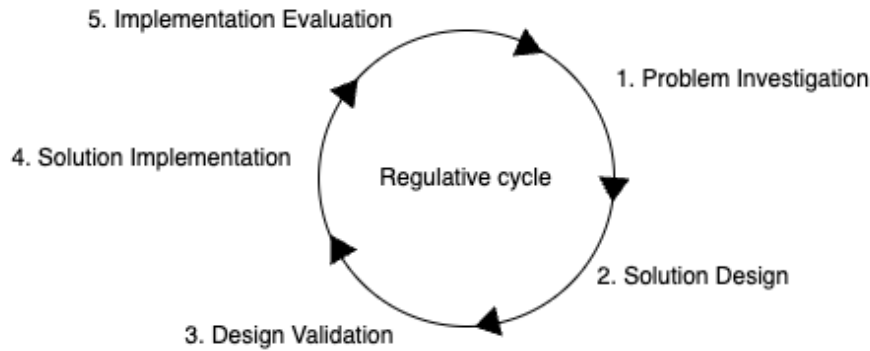 5. Implementation Evaluation
1. Problem Investigation
4. Solution Implementation
Regulative cycle
2. Solution Design
3. Design Validation